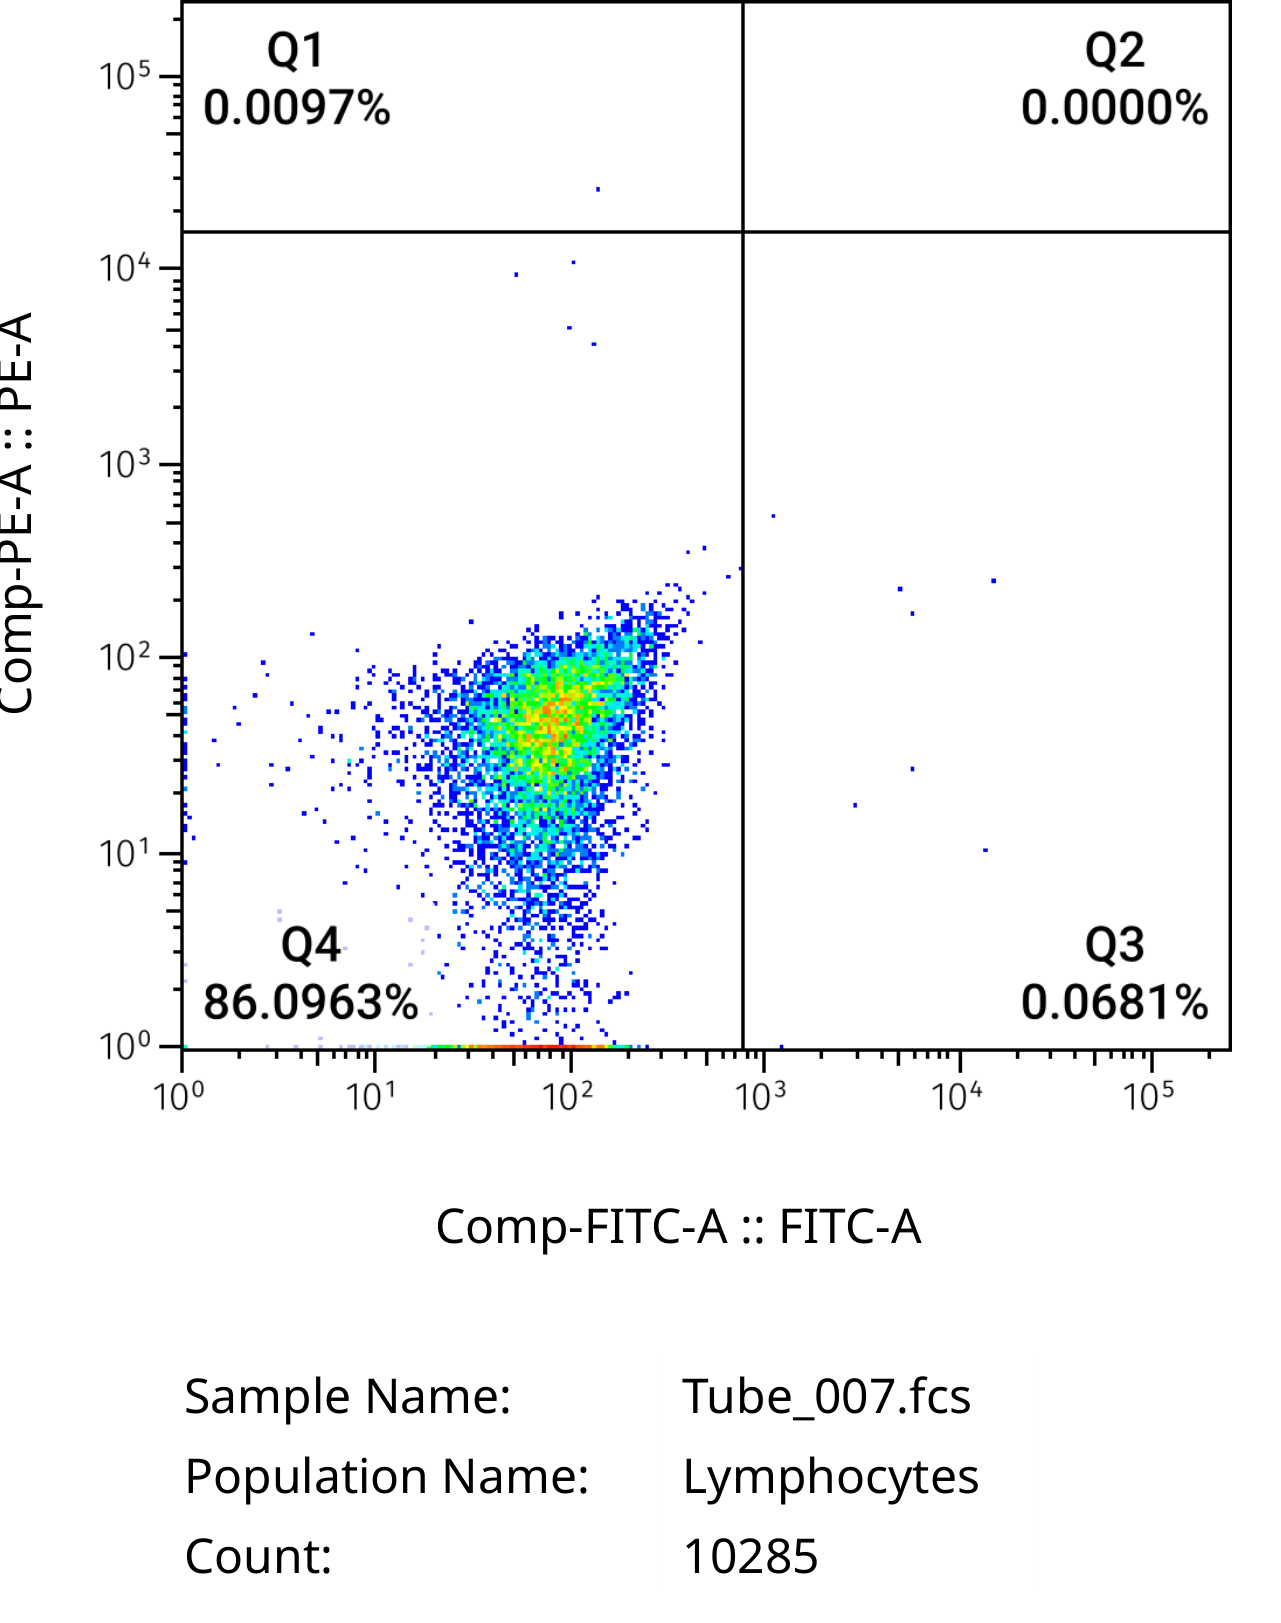 Q1
0.0097%
Q2
0.0000%
10⁵
10⁴
10³
10²
10¹
10⁰
Comp-PE-A :: PE-A
Q4
86.0963%
Q3
0.0681%
10⁰ 10¹ 10² 10³ 10⁴ 10⁵
Comp-FITC-A :: FITC-A
Sample Name: Tube_007.fcs
Population Name: Lymphocytes
Count: 10285